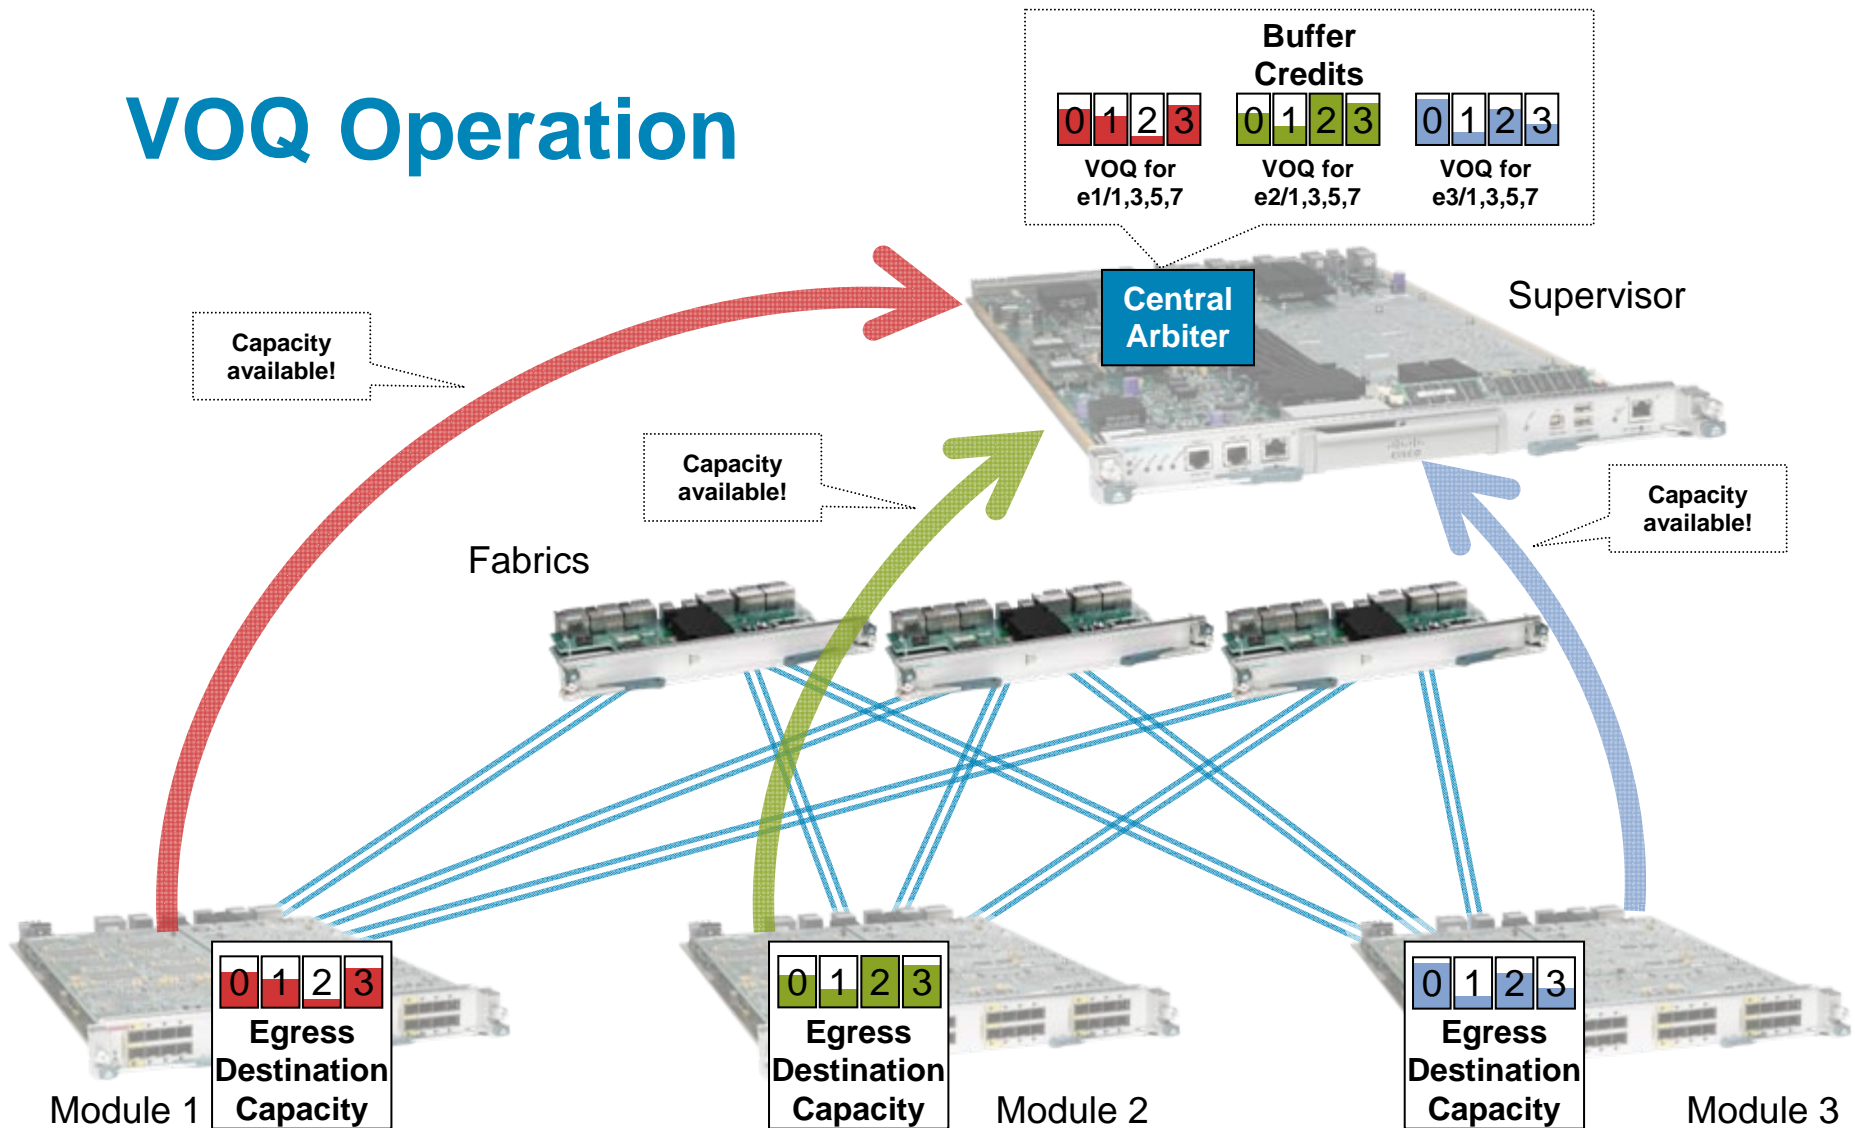 VOQ Operation
Buffer
Credits
0 1 2 3
0 1 2 3
0 1 2 3
VOQ for
e1/1,3,5,7
VOQ for
e2/1,3,5,7
VOQ for
e3/1,3,5,7
Central
Arbiter
Supervisor
Capacity
available!
Capacity
available!
Capacity
available!
Fabrics
0 1 2 3
Egress
Destination
Capacity
Module 1
0 1 2 3
Egress
Destination
Capacity
Module 2
0 1 2 3
Egress
Destination
Capacity
Module 3